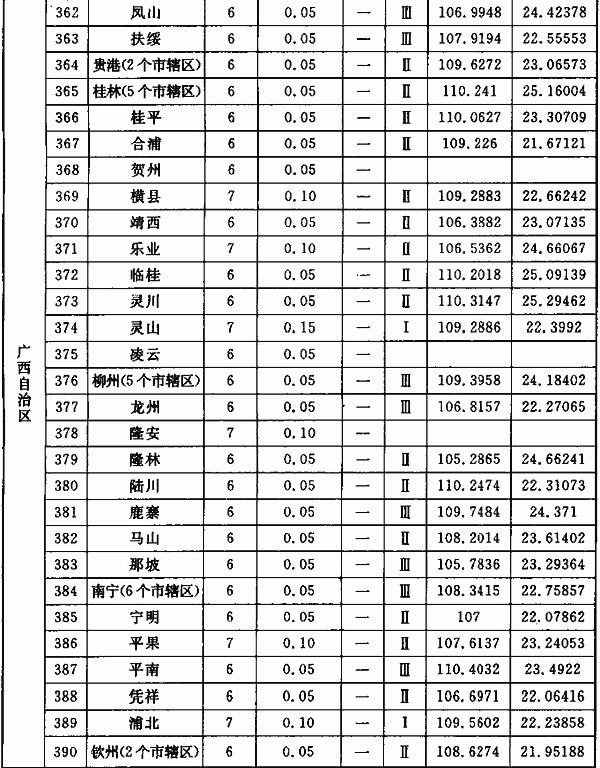 广西自治区
362 凤山 6 0.05 — Ⅲ 106.9948 24.42378
363 扶绥 6 0.05 — Ⅲ 107.9194 22.55553
364 贵港(2个市辖区) 6 0.05 — Ⅱ 109.6272 23.06573
365 桂林(5个市辖区) 6 0.05 — Ⅱ 110.241 25.16004
366 桂平 6 0.05 — Ⅱ 110.0627 23.30709
367 合浦 6 0.05 — Ⅱ 109.226 21.67121
368 贺州 6 0.05 —
369 横县 7 0.10 — Ⅱ 109.2883 22.66242
370 靖西 6 0.05 — Ⅱ 106.3882 23.07135
371 乐业 7 0.10 — Ⅱ 106.5362 24.66067
372 临桂 6 0.05 — Ⅱ 110.2018 25.09139
373 灵川 6 0.05 — Ⅱ 110.3147 25.29462
374 灵山 7 0.15 — Ⅰ 109.2886 22.3992
375 凌云 6 0.05 —
376 柳州(5个市辖区) 6 0.05 — Ⅲ 109.3958 24.18402
377 龙州 6 0.05 — Ⅲ 106.8157 22.27065
378 隆安 7 0.10 —
379 隆林 6 0.05 — Ⅱ 105.2865 24.66241
380 陆川 6 0.05 — Ⅱ 110.2474 22.31073
381 鹿寨 6 0.05 — Ⅲ 109.7484 24.371
382 马山 6 0.05 — Ⅱ 108.2014 23.61402
383 那坡 6 0.05 — Ⅲ 105.7836 23.29364
384 南宁(6个市辖区) 6 0.05 — Ⅲ 108.3415 22.75857
385 宁明 6 0.05 — Ⅱ 107 22.07862
386 平果 7 0.10 — Ⅱ 107.6137 23.24053
387 平南 6 0.05 — Ⅲ 110.4032 23.4922
388 凭祥 6 0.05 — Ⅱ 106.6971 22.06416
389 浦北 7 0.10 — Ⅰ 109.5602 22.23858
390 钦州(2个市辖区) 6 0.05 — Ⅱ 108.6274 21.95188